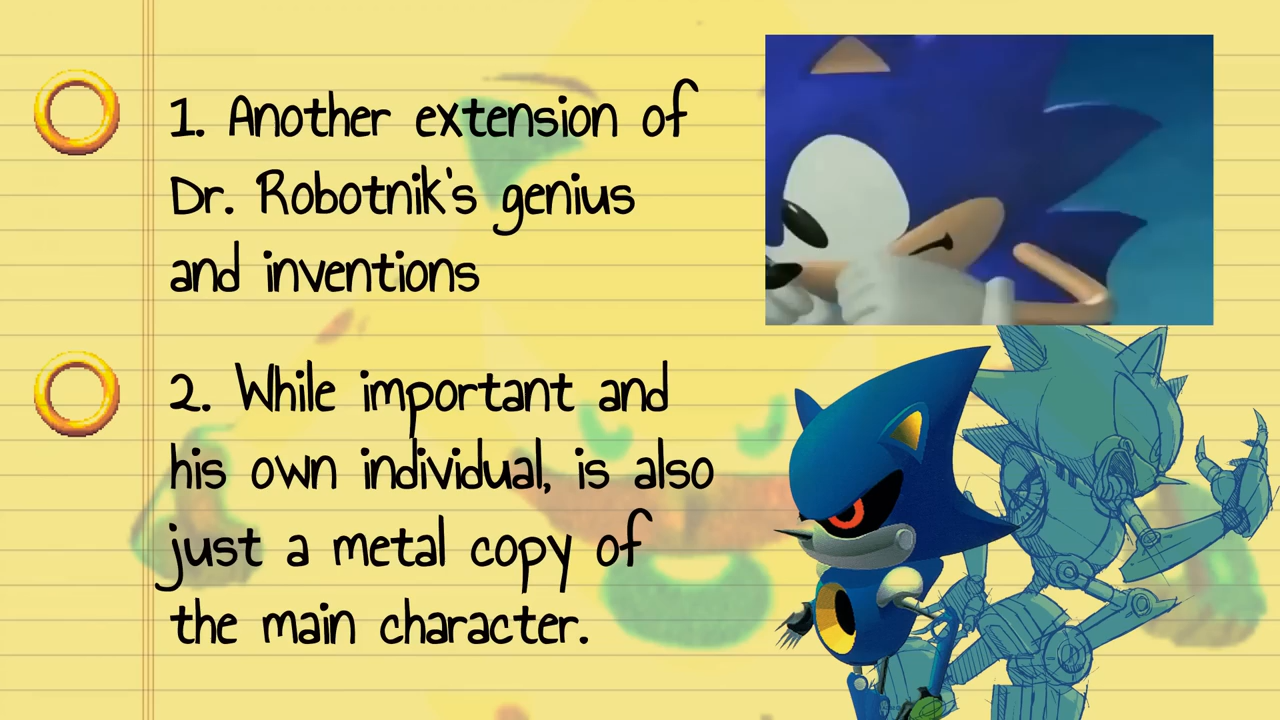 1. Another extension of
Dr. Robotnik's genius
and inventions
2. While important and
his own individual, is also
just a metal copy of
the main character.